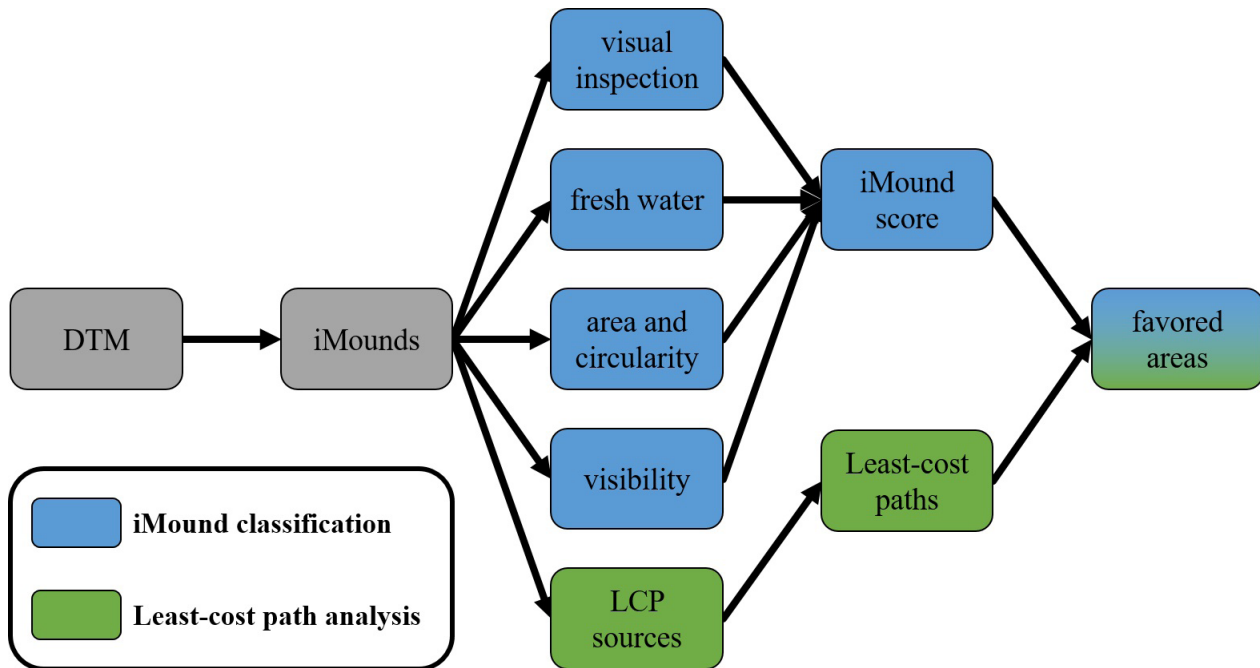 visual
inspection
fresh water
iMound
score
DTM
iMounds
area and
circularity
favored
areas
visibility
Least-cost
paths
LCP
sources
iMound classification
Least-cost path analysis